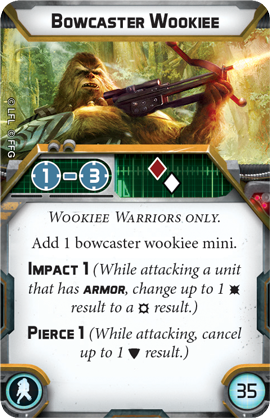 BOWCASTER WOOKIEE
© LFL © FFG
1 – 3
WOOKIEE WARRIORS ONLY.
Add 1 bowcaster wookiee mini.
IMPACT 1 (While attacking a unit
that has ARMOR, change up to 1
result to a result.)
PIERCE 1 (While attacking, cancel
up to 1 result.)
35